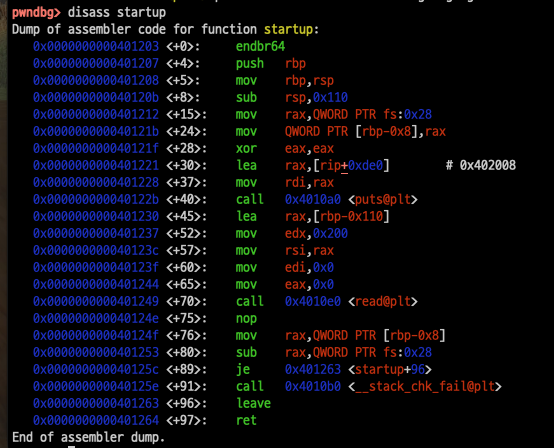 pwndbg> disass startup
Dump of assembler code for function startup:
   0x0000000000401203 <+0>:     endbr64
   0x0000000000401207 <+4>:     push   rbp
   0x0000000000401208 <+5>:     mov    rbp,rsp
   0x000000000040120b <+8>:     sub    rsp,0x110
   0x0000000000401212 <+15>:    mov    rax,QWORD PTR fs:0x28
   0x000000000040121b <+24>:    mov    QWORD PTR [rbp-0x8],rax
   0x000000000040121f <+28>:    xor    eax,eax
   0x0000000000401221 <+30>:    lea    rax,[rip+0xde0]        # 0x402008
   0x0000000000401228 <+37>:    mov    rdi,rax
   0x000000000040122b <+40>:    call   0x4010a0 <puts@plt>
   0x0000000000401230 <+45>:    lea    rax,[rbp-0x110]
   0x0000000000401237 <+52>:    mov    edx,0x200
   0x000000000040123c <+57>:    mov    rsi,rax
   0x000000000040123f <+60>:    mov    edi,0x0
   0x0000000000401244 <+65>:    mov    eax,0x0
   0x0000000000401249 <+70>:    call   0x4010e0 <read@plt>
   0x000000000040124e <+75>:    nop
   0x000000000040124f <+76>:    mov    rax,QWORD PTR [rbp-0x8]
   0x0000000000401253 <+80>:    sub    rax,QWORD PTR fs:0x28
   0x000000000040125c <+89>:    je     0x401263 <startup+96>
   0x000000000040125e <+91>:    call   0x4010b0 <__stack_chk_fail@plt>
   0x0000000000401263 <+96>:    leave
   0x0000000000401264 <+97>:    ret
End of assembler dump.